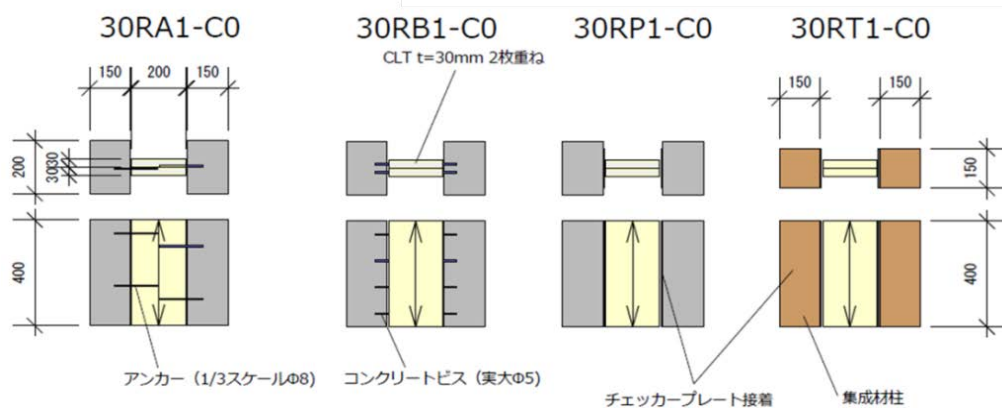 30RA1-C0
30RB1-C0
30RP1-C0
30RT1-C0
CLT t=30mm 2枚重ね
150 200 150
150 150
200
3030
150
400
400
アンカー（1/3スケールΦ8）
コンクリートビス（実大Φ5）
チェッカープレート接着
集成材柱